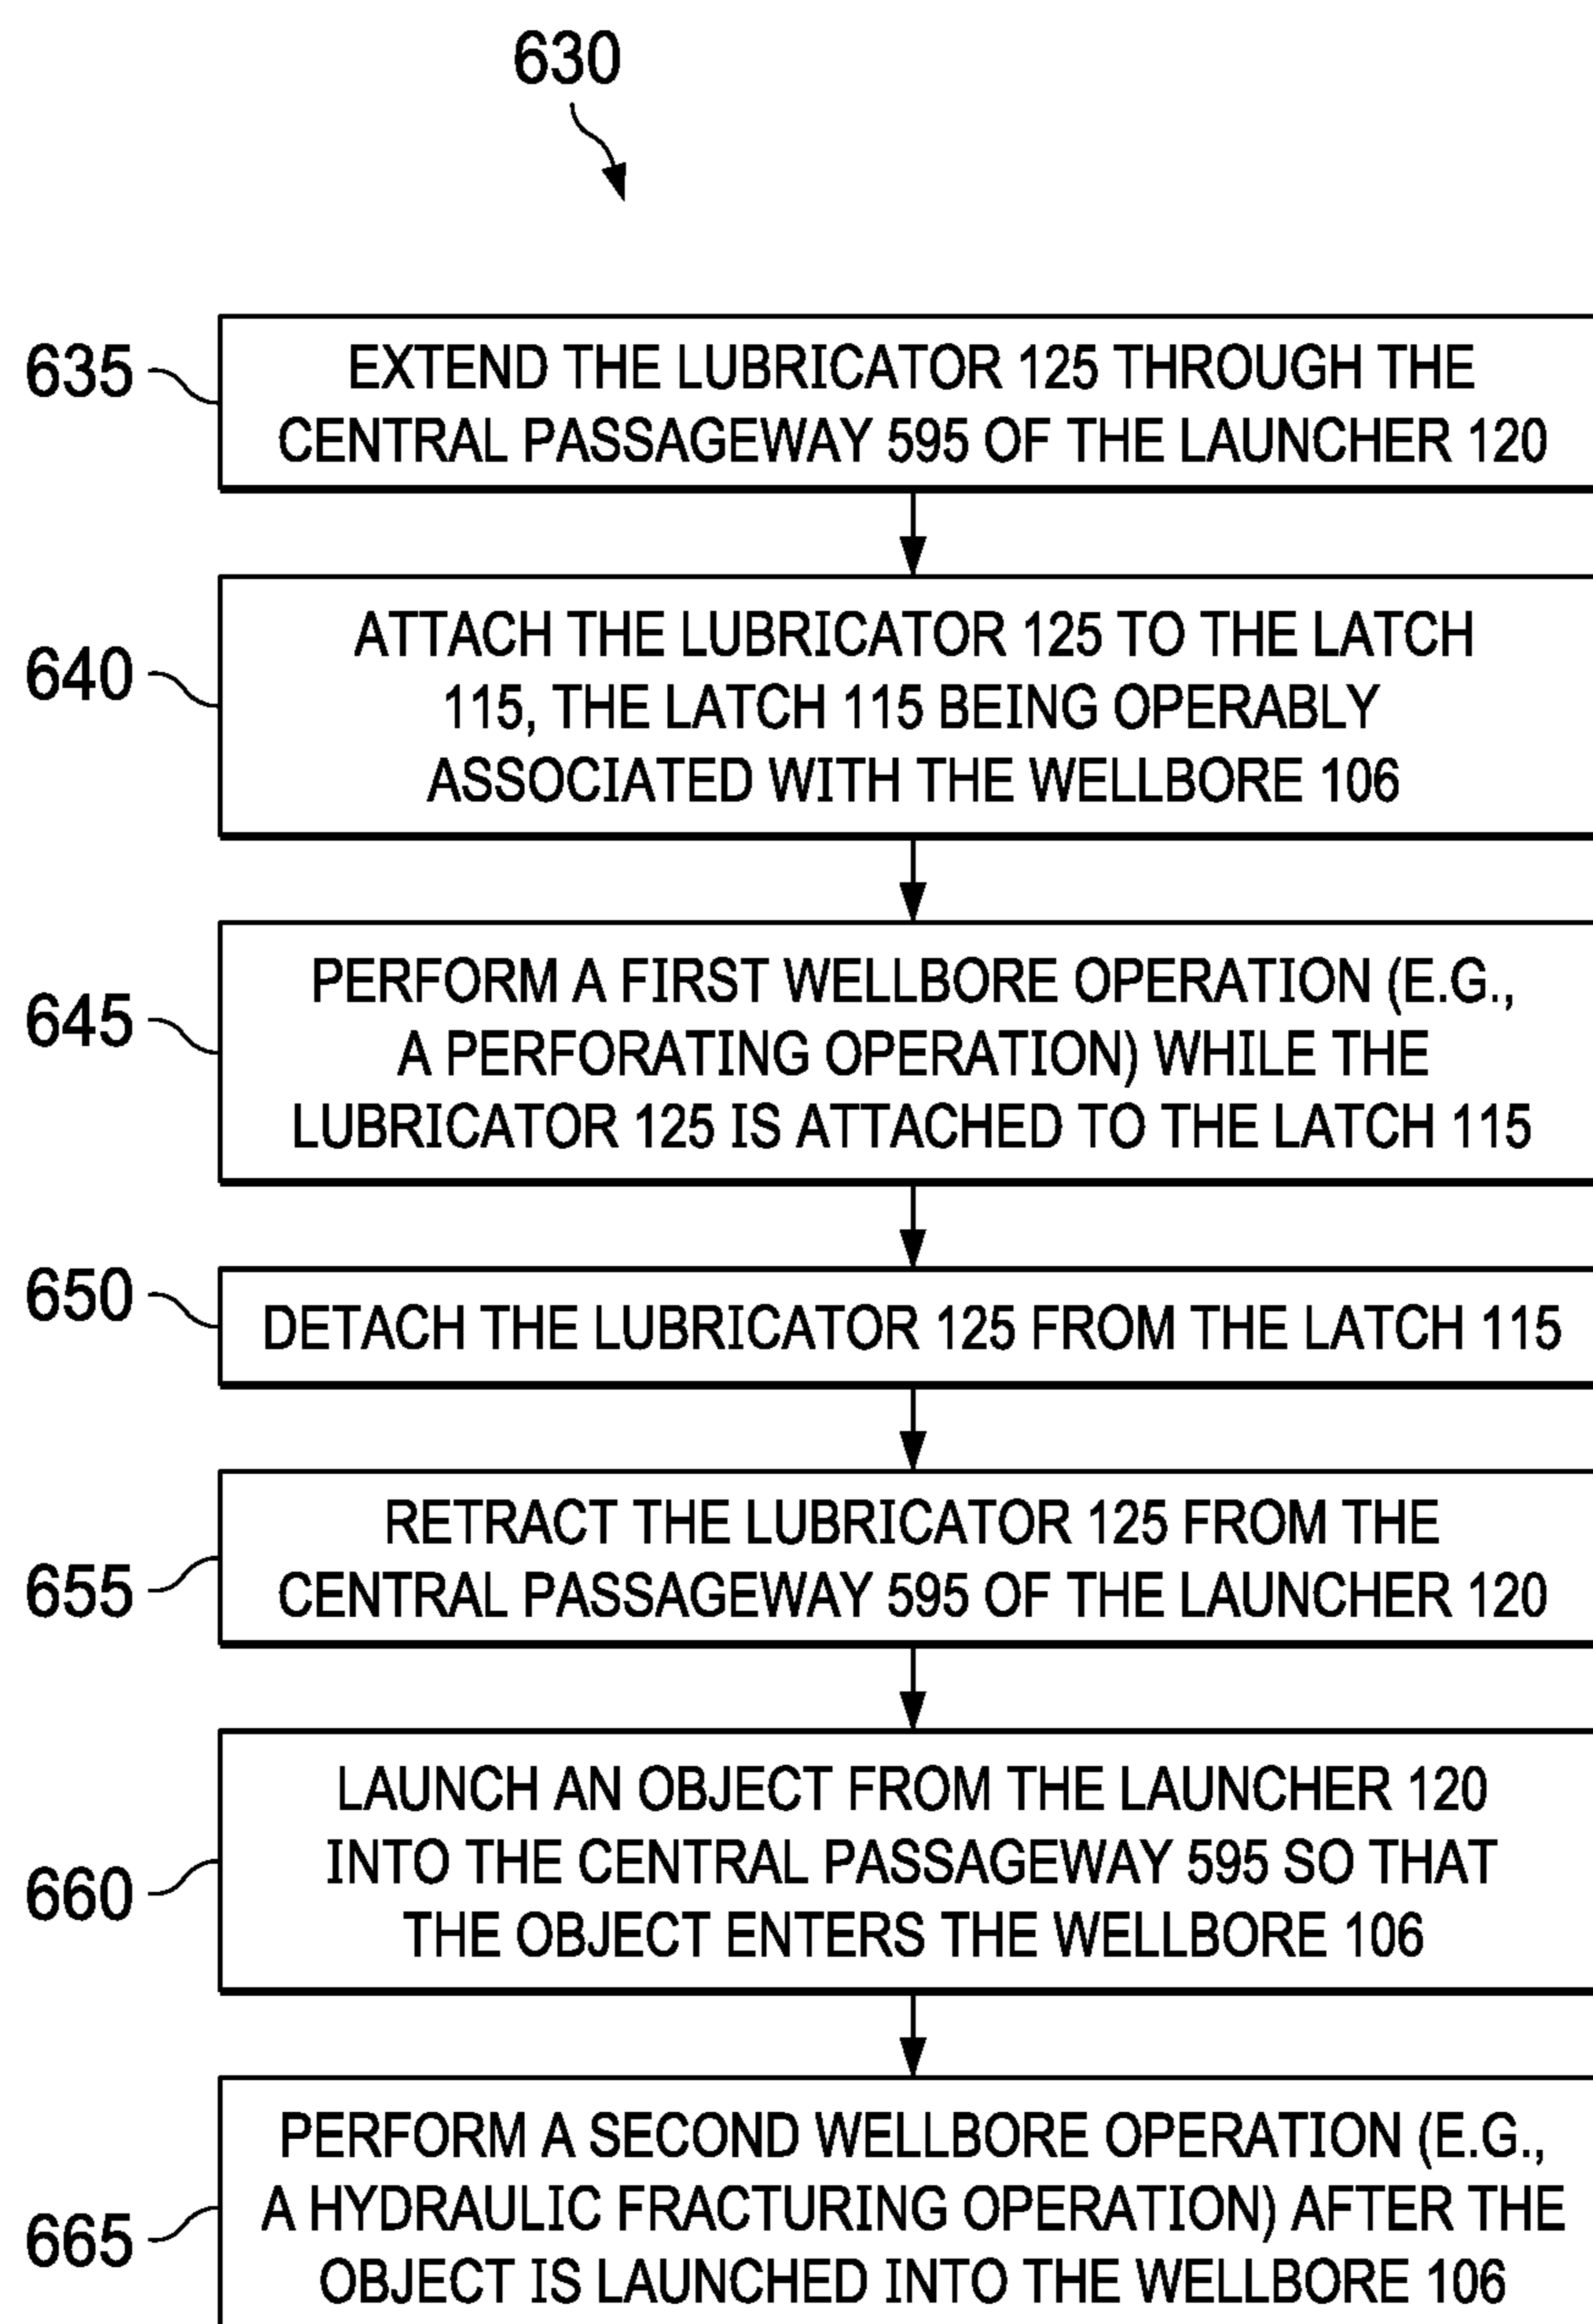 630
635
EXTEND THE LUBRICATOR 125 THROUGH THE
CENTRAL PASSAGEWAY 595 OF THE LAUNCHER 120
640
ATTACH THE LUBRICATOR 125 TO THE LATCH
115, THE LATCH 115 BEING OPERABLY
ASSOCIATED WITH THE WELLBORE 106
645
PERFORM A FIRST WELLBORE OPERATION (E.G.,
A PERFORATING OPERATION) WHILE THE
LUBRICATOR 125 IS ATTACHED TO THE LATCH 115
650
DETACH THE LUBRICATOR 125 FROM THE LATCH 115
655
RETRACT THE LUBRICATOR 125 FROM THE
CENTRAL PASSAGEWAY 595 OF THE LAUNCHER 120
660
LAUNCH AN OBJECT FROM THE LAUNCHER 120
INTO THE CENTRAL PASSAGEWAY 595 SO THAT
THE OBJECT ENTERS THE WELLBORE 106
665
PERFORM A SECOND WELLBORE OPERATION (E.G.,
A HYDRAULIC FRACTURING OPERATION) AFTER THE
OBJECT IS LAUNCHED INTO THE WELLBORE 106